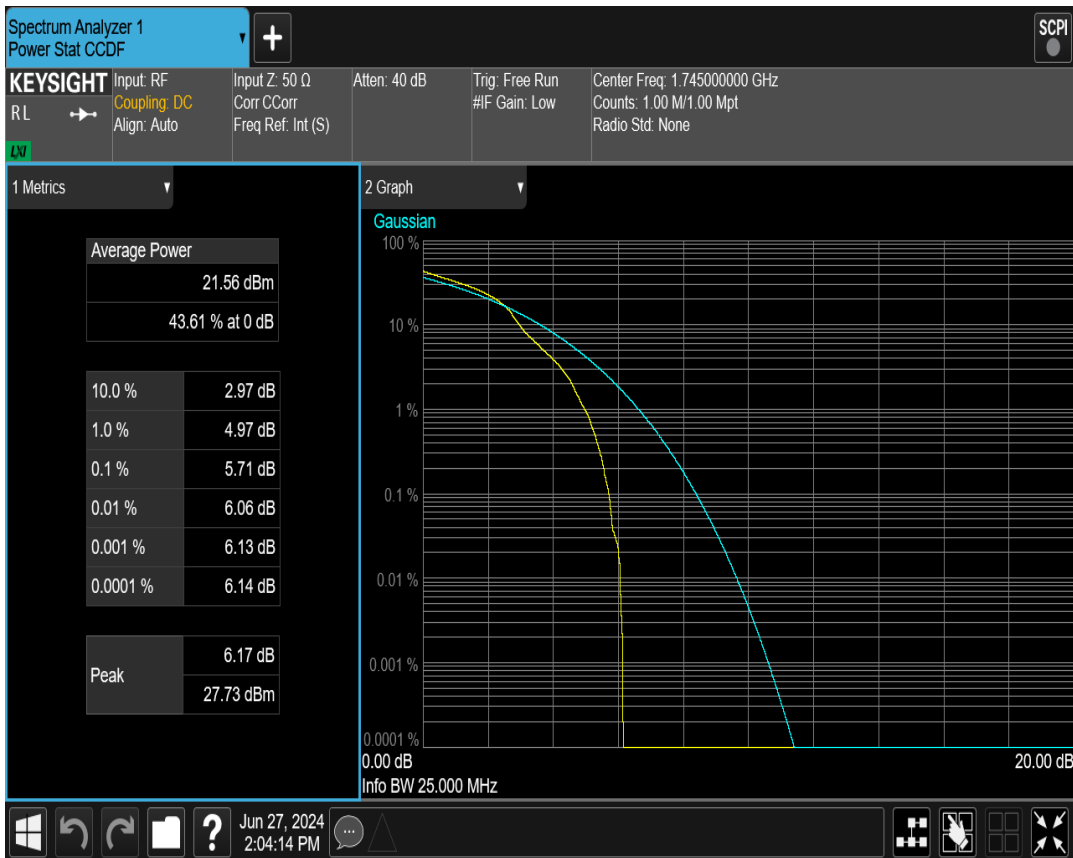 Spectrum Analyzer 1
Power Stat CCDF
+
SCPI
KEYSIGHT
RL
LXI
Input: RF
Coupling: DC
Align: Auto
Input Z: 50 Ω
Corr CCorr
Freq Ref: Int (S)
Atten: 40 dB
Trig: Free Run
#IF Gain: Low
Center Freq: 1.745000000 GHz
Counts: 1.00 M/1.00 Mpt
Radio Std: None
1 Metrics
Average Power
21.56 dBm
43.61 % at 0 dB
10.0 % 2.97 dB
1.0 % 4.97 dB
0.1 % 5.71 dB
0.01 % 6.06 dB
0.001 % 6.13 dB
0.0001 % 6.14 dB
Peak
6.17 dB
27.73 dBm
2 Graph
Gaussian
100 %
10 %
1 %
0.1 %
0.01 %
0.001 %
0.0001 %
0.00 dB 20.00 dB
Info BW 25.000 MHz
?
Jun 27, 2024
2:04:14 PM